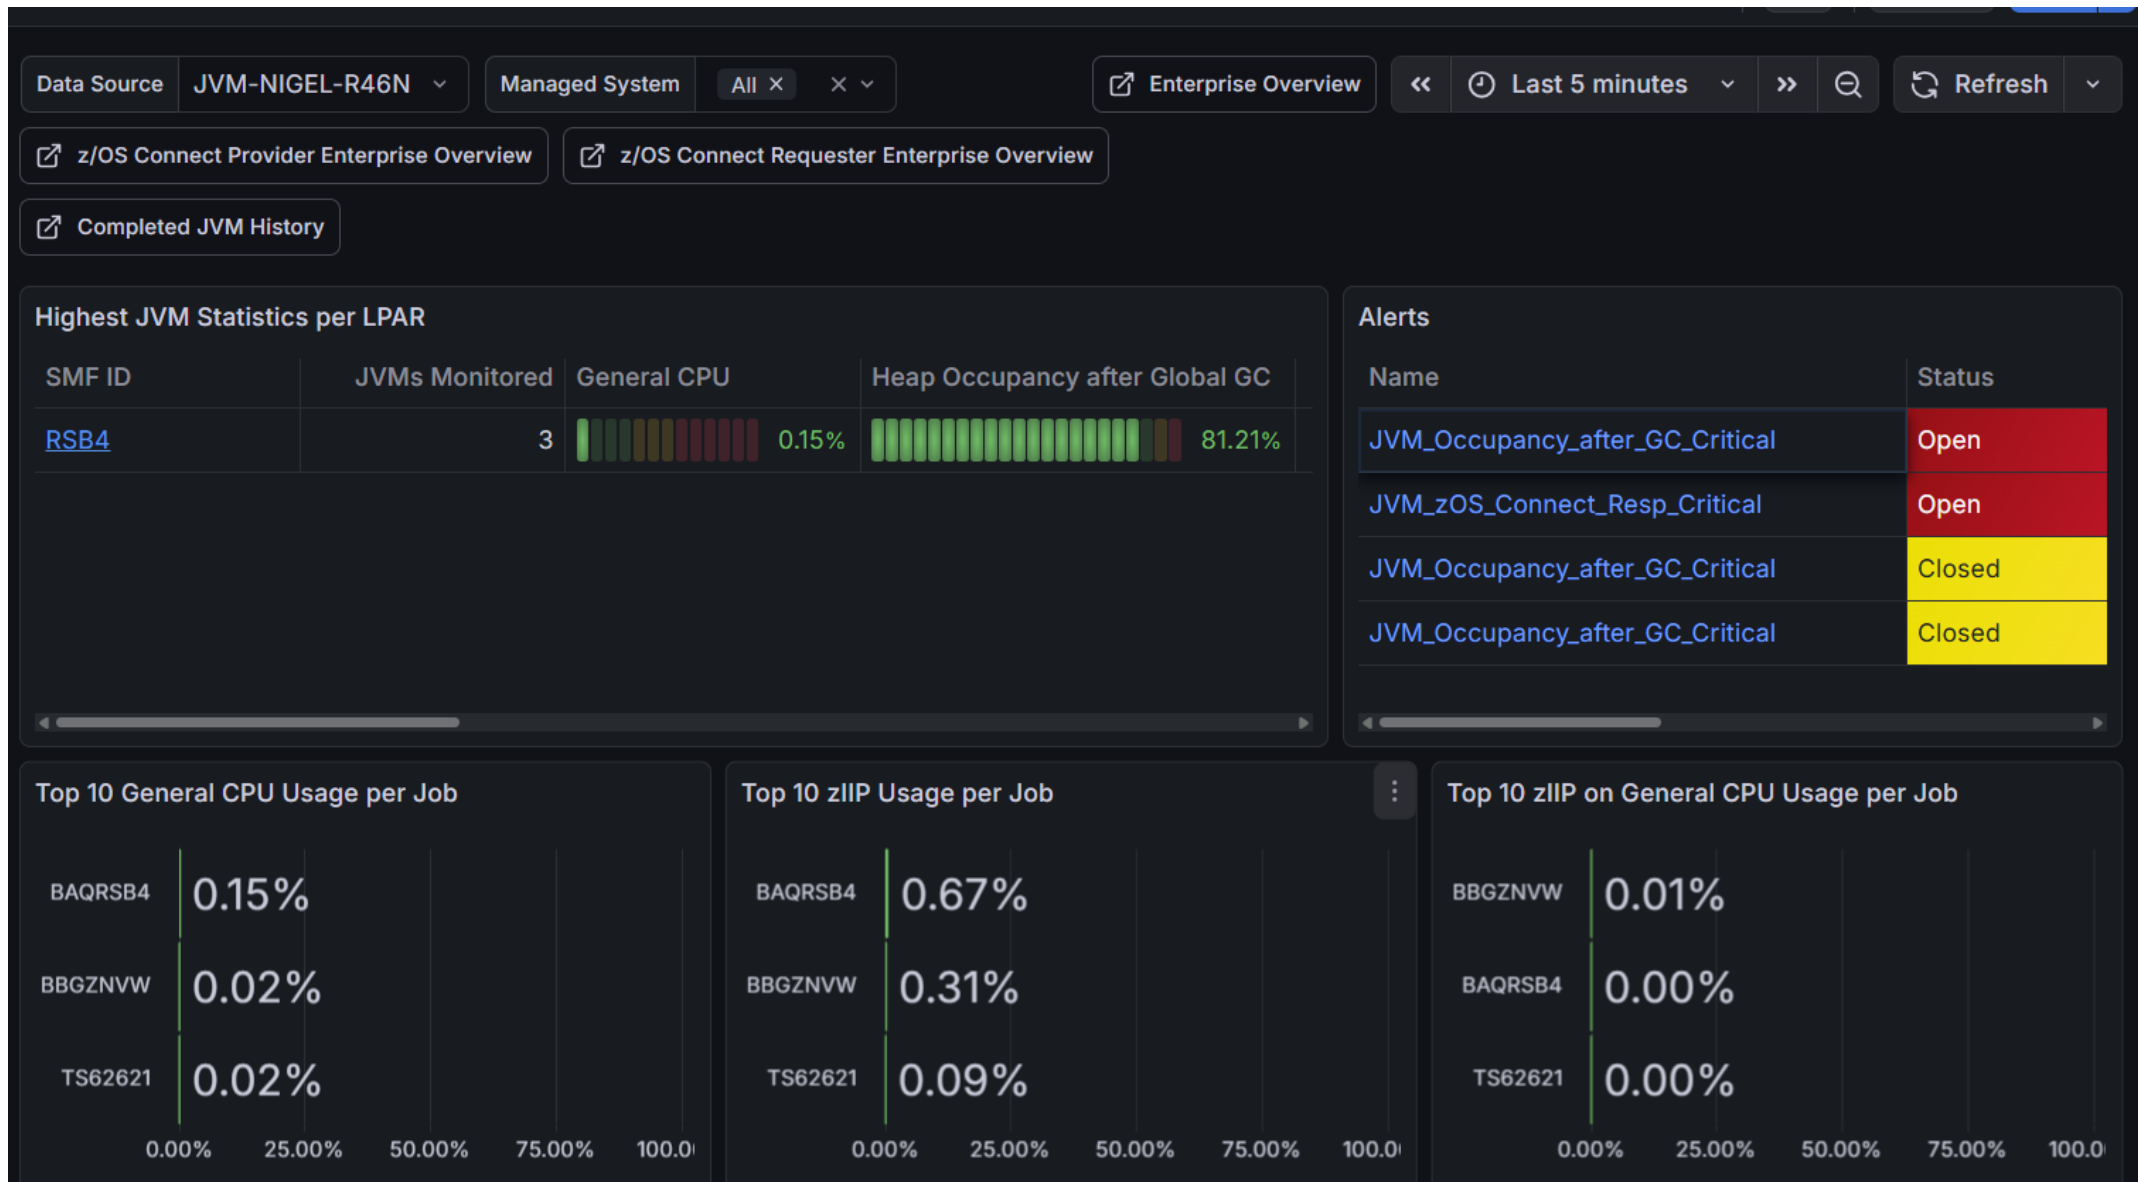 Data Source JVM-NIGEL-R46N Managed System All Enterprise Overview Last 5 minutes Refresh
z/OS Connect Provider Enterprise Overview z/OS Connect Requester Enterprise Overview
Completed JVM History
Highest JVM Statistics per LPAR
SMF ID JVMs Monitored General CPU Heap Occupancy after Global GC
RSB4 3 0.15% 81.21%
Alerts
Name Status
JVM_Occupancy_after_GC_Critical Open
JVM_zOS_Connect_Resp_Critical Open
JVM_Occupancy_after_GC_Critical Closed
JVM_Occupancy_after_GC_Critical Closed
Top 10 General CPU Usage per Job
BAQRSB4 0.15%
BBGZNVW 0.02%
TS62621 0.02%
0.00% 25.00% 50.00% 75.00% 100.0
Top 10 zIIP Usage per Job
BAQRSB4 0.67%
BBGZNVW 0.31%
TS62621 0.09%
0.00% 25.00% 50.00% 75.00% 100.0
Top 10 zIIP on General CPU Usage per Job
BBGZNVW 0.01%
BAQRSB4 0.00%
TS62621 0.00%
0.00% 25.00% 50.00% 75.00% 100.0